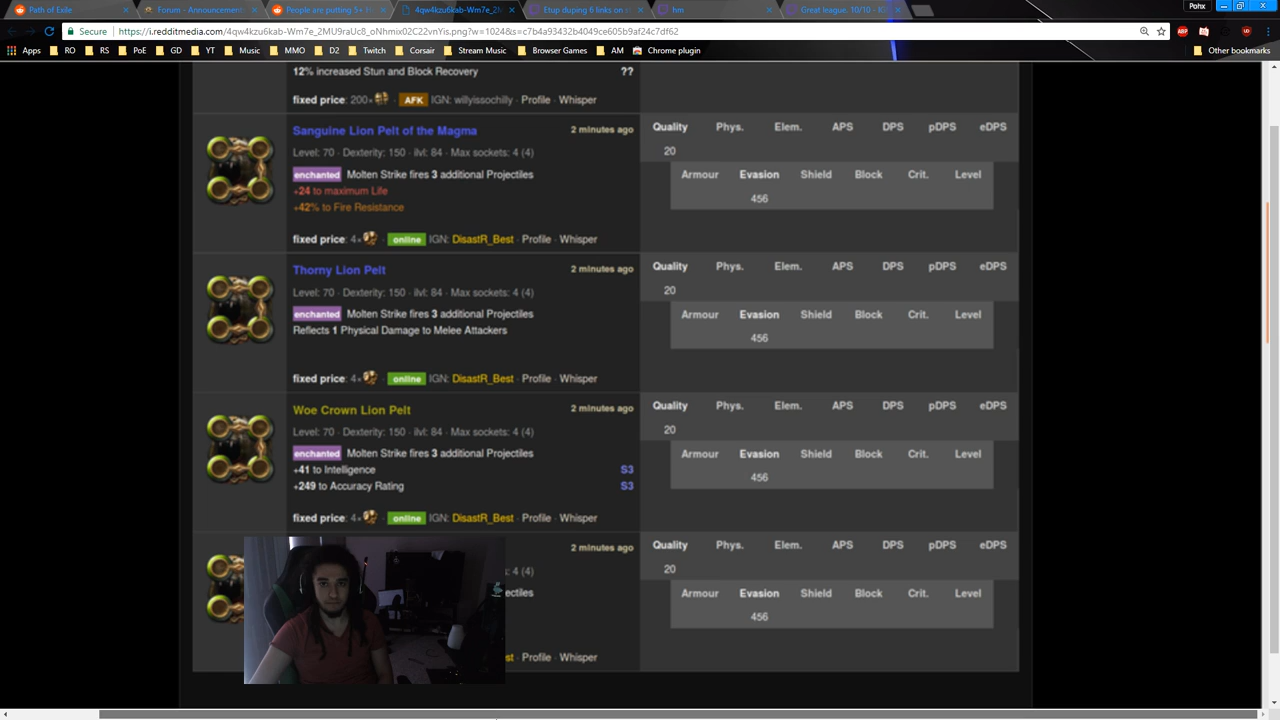 Path of Exile
Forum - Announcement
People are putting 5+ l
4qw4kzu6kab-Wm7e_2M
Etup duping 6 links on
hm
Great league. 10/10 - IG
Pohx
Secure
https://i.redditmedia.com/4qw4kzu6kab-Wm7e_2MU9raUc8_oNhmix02C22vnYis.png?w=1024&s=c7b4a93432b4049ce605b9af24c7df62
Apps RO RS PoE GD YT Music MMO D2 Twitch Corsair Stream Music Browser Games AM Chrome plugin Other bookmarks
12% increased Stun and Block Recovery ??
fixed price: 200× · AFK IGN: willyissochilly · Profile · Whisper
Sanguine Lion Pelt of the Magma 2 minutes ago
Level: 70 · Dexterity: 150 · ilvl: 84 · Max sockets: 4 (4)
enchanted Molten Strike fires 3 additional Projectiles
+24 to maximum Life
+42% to Fire Resistance
fixed price: 4× · online IGN: DisastR_Best · Profile · Whisper
Quality Phys. Elem. APS DPS pDPS eDPS
20
Armour Evasion Shield Block Crit. Level
456
Thorny Lion Pelt 2 minutes ago
Level: 70 · Dexterity: 150 · ilvl: 84 · Max sockets: 4 (4)
enchanted Molten Strike fires 3 additional Projectiles
Reflects 1 Physical Damage to Melee Attackers
fixed price: 4× · online IGN: DisastR_Best · Profile · Whisper
Quality Phys. Elem. APS DPS pDPS eDPS
20
Armour Evasion Shield Block Crit. Level
456
Woe Crown Lion Pelt 2 minutes ago
Level: 70 · Dexterity: 150 · ilvl: 84 · Max sockets: 4 (4)
enchanted Molten Strike fires 3 additional Projectiles
+41 to Intelligence S3
+249 to Accuracy Rating S3
fixed price: 4× · online IGN: DisastR_Best · Profile · Whisper
Quality Phys. Elem. APS DPS pDPS eDPS
20
Armour Evasion Shield Block Crit. Level
456
2 minutes ago
4 (4)
ectiles
st · Profile · Whisper
Quality Phys. Elem. APS DPS pDPS eDPS
20
Armour Evasion Shield Block Crit. Level
456